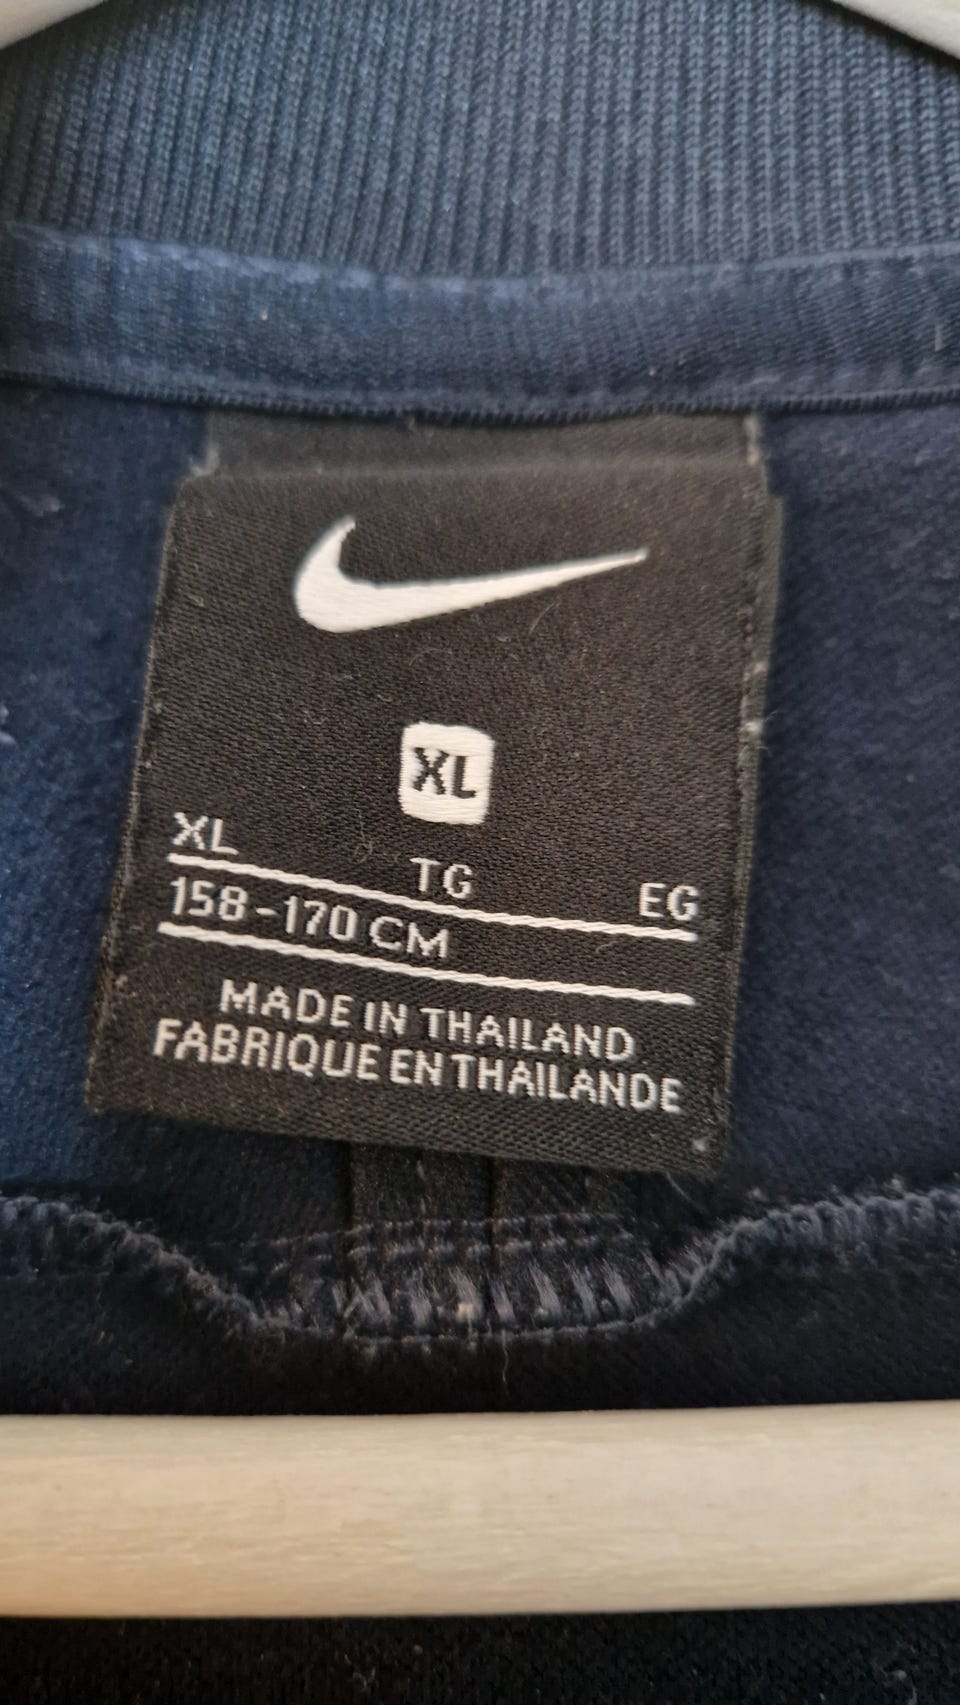 XL
XL TG EG
158-170 CM
MADE IN THAILAND
FABRIQUE EN THAILANDE